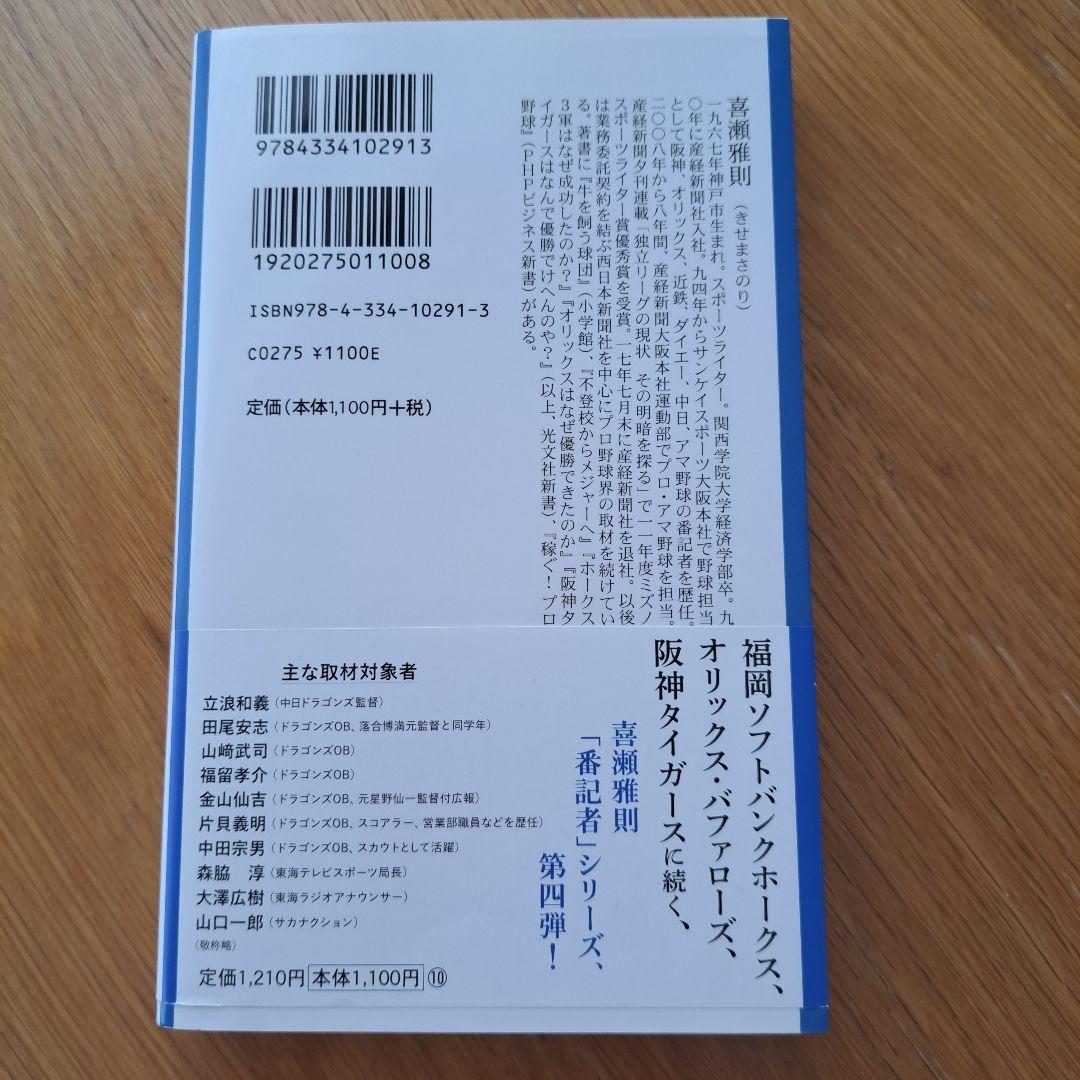 9784334102913
1920275011008
ISBN978-4-334-10291-3
C0275 ¥1100E
定価(本体1,100円+税)
喜瀬雅則(きせまさのり)
一九六七年神戸市生まれ。スポーツライター。関西学院大学経済学部卒。九
〇年に産経新聞社入社。九四年からサンケイスポーツ大阪本社で野球担当
として阪神、オリックス、近鉄、ダイエー、中日、アマ野球の番記者を歴任。
二〇〇八年から八年間、産経新聞大阪本社運動部でプロ・アマ野球を担当。
産経新聞夕刊連載「独立リーグの現状 その明暗を探る」で一一年度ミズノ
スポーツライター賞優秀賞を受賞。一七年七月末に産経新聞社を退社。以後
は業務委託契約を結ぶ西日本新聞社を中心にプロ野球界の取材を続けてい
る。著書に『牛を飼う球団』(小学館)、『不登校からメジャーへ』『ホークス
3軍はなぜ成功したのか?』『オリックスはなぜ優勝できたのか』『阪神タ
イガースはなんで優勝でけへんのや?』(以上、光文社新書)、『稼ぐ!プロ
野球』(PHPビジネス新書)がある。
福岡ソフトバンクホークス、
オリックス・バファローズ、
阪神タイガースに続く、
喜瀬雅則
「番記者」シリーズ、
第四弾!
主な取材対象者
立浪和義(中日ドラゴンズ監督)
田尾安志(ドラゴンズOB、落合博満元監督と同学年)
山﨑武司(ドラゴンズOB)
福留孝介(ドラゴンズOB)
金山仙吉(ドラゴンズOB、元星野仙一監督付広報)
片貝義明(ドラゴンズOB、スコアラー、営業部職員などを歴任)
中田宗男(ドラゴンズOB、スカウトとして活躍)
森脇 淳(東海テレビスポーツ局長)
大澤広樹(東海ラジオアナウンサー)
山口一郎(サカナクション)
(敬称略)
定価1,210円 本体1,100円 ⑩